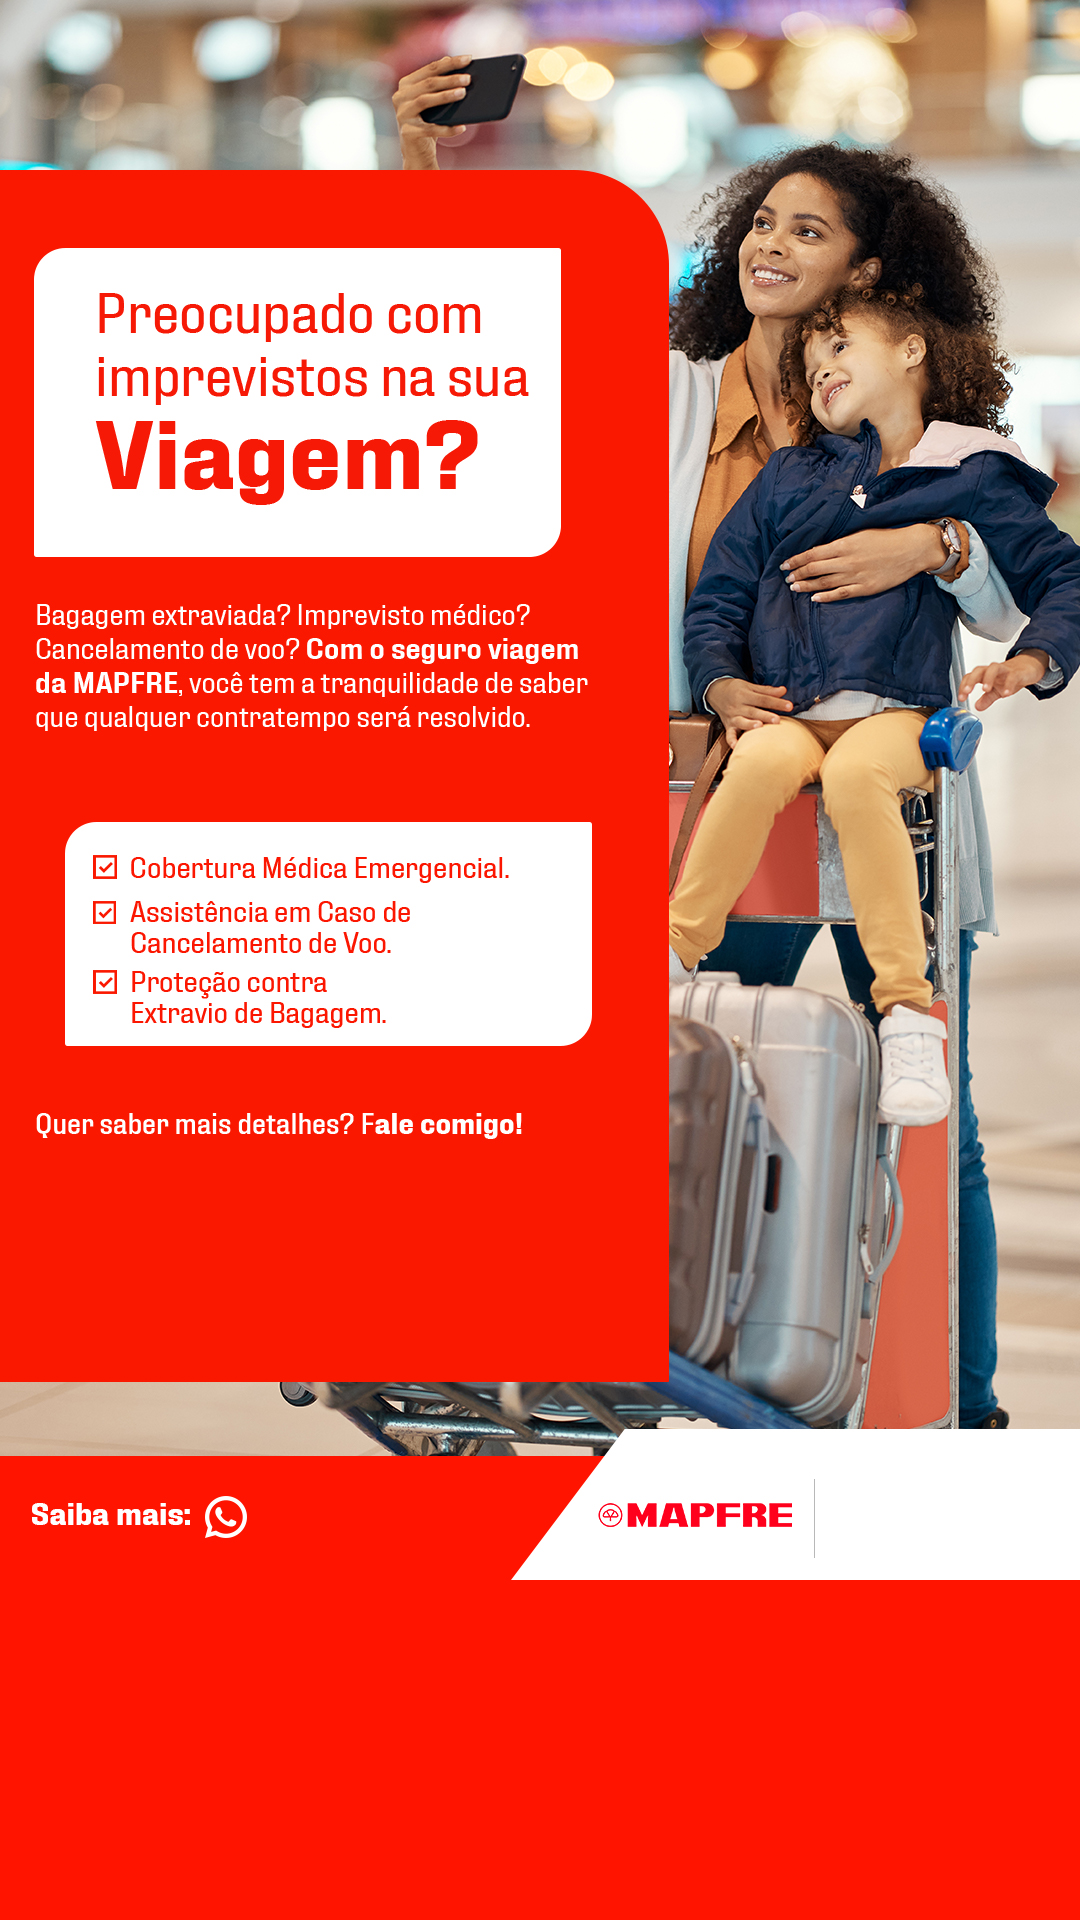 Preocupado com
imprevistos na sua
Viagem?
Bagagem extraviada? Imprevisto médico?
Cancelamento de voo? Com o seguro viagem
da MAPFRE, você tem a tranquilidade de saber
que qualquer contratempo será resolvido.
Cobertura Médica Emergencial.
Assistência em Caso de
Cancelamento de Voo.
Proteção contra
Extravio de Bagagem.
Quer saber mais detalhes? Fale comigo!
Saiba mais:
MAPFRE